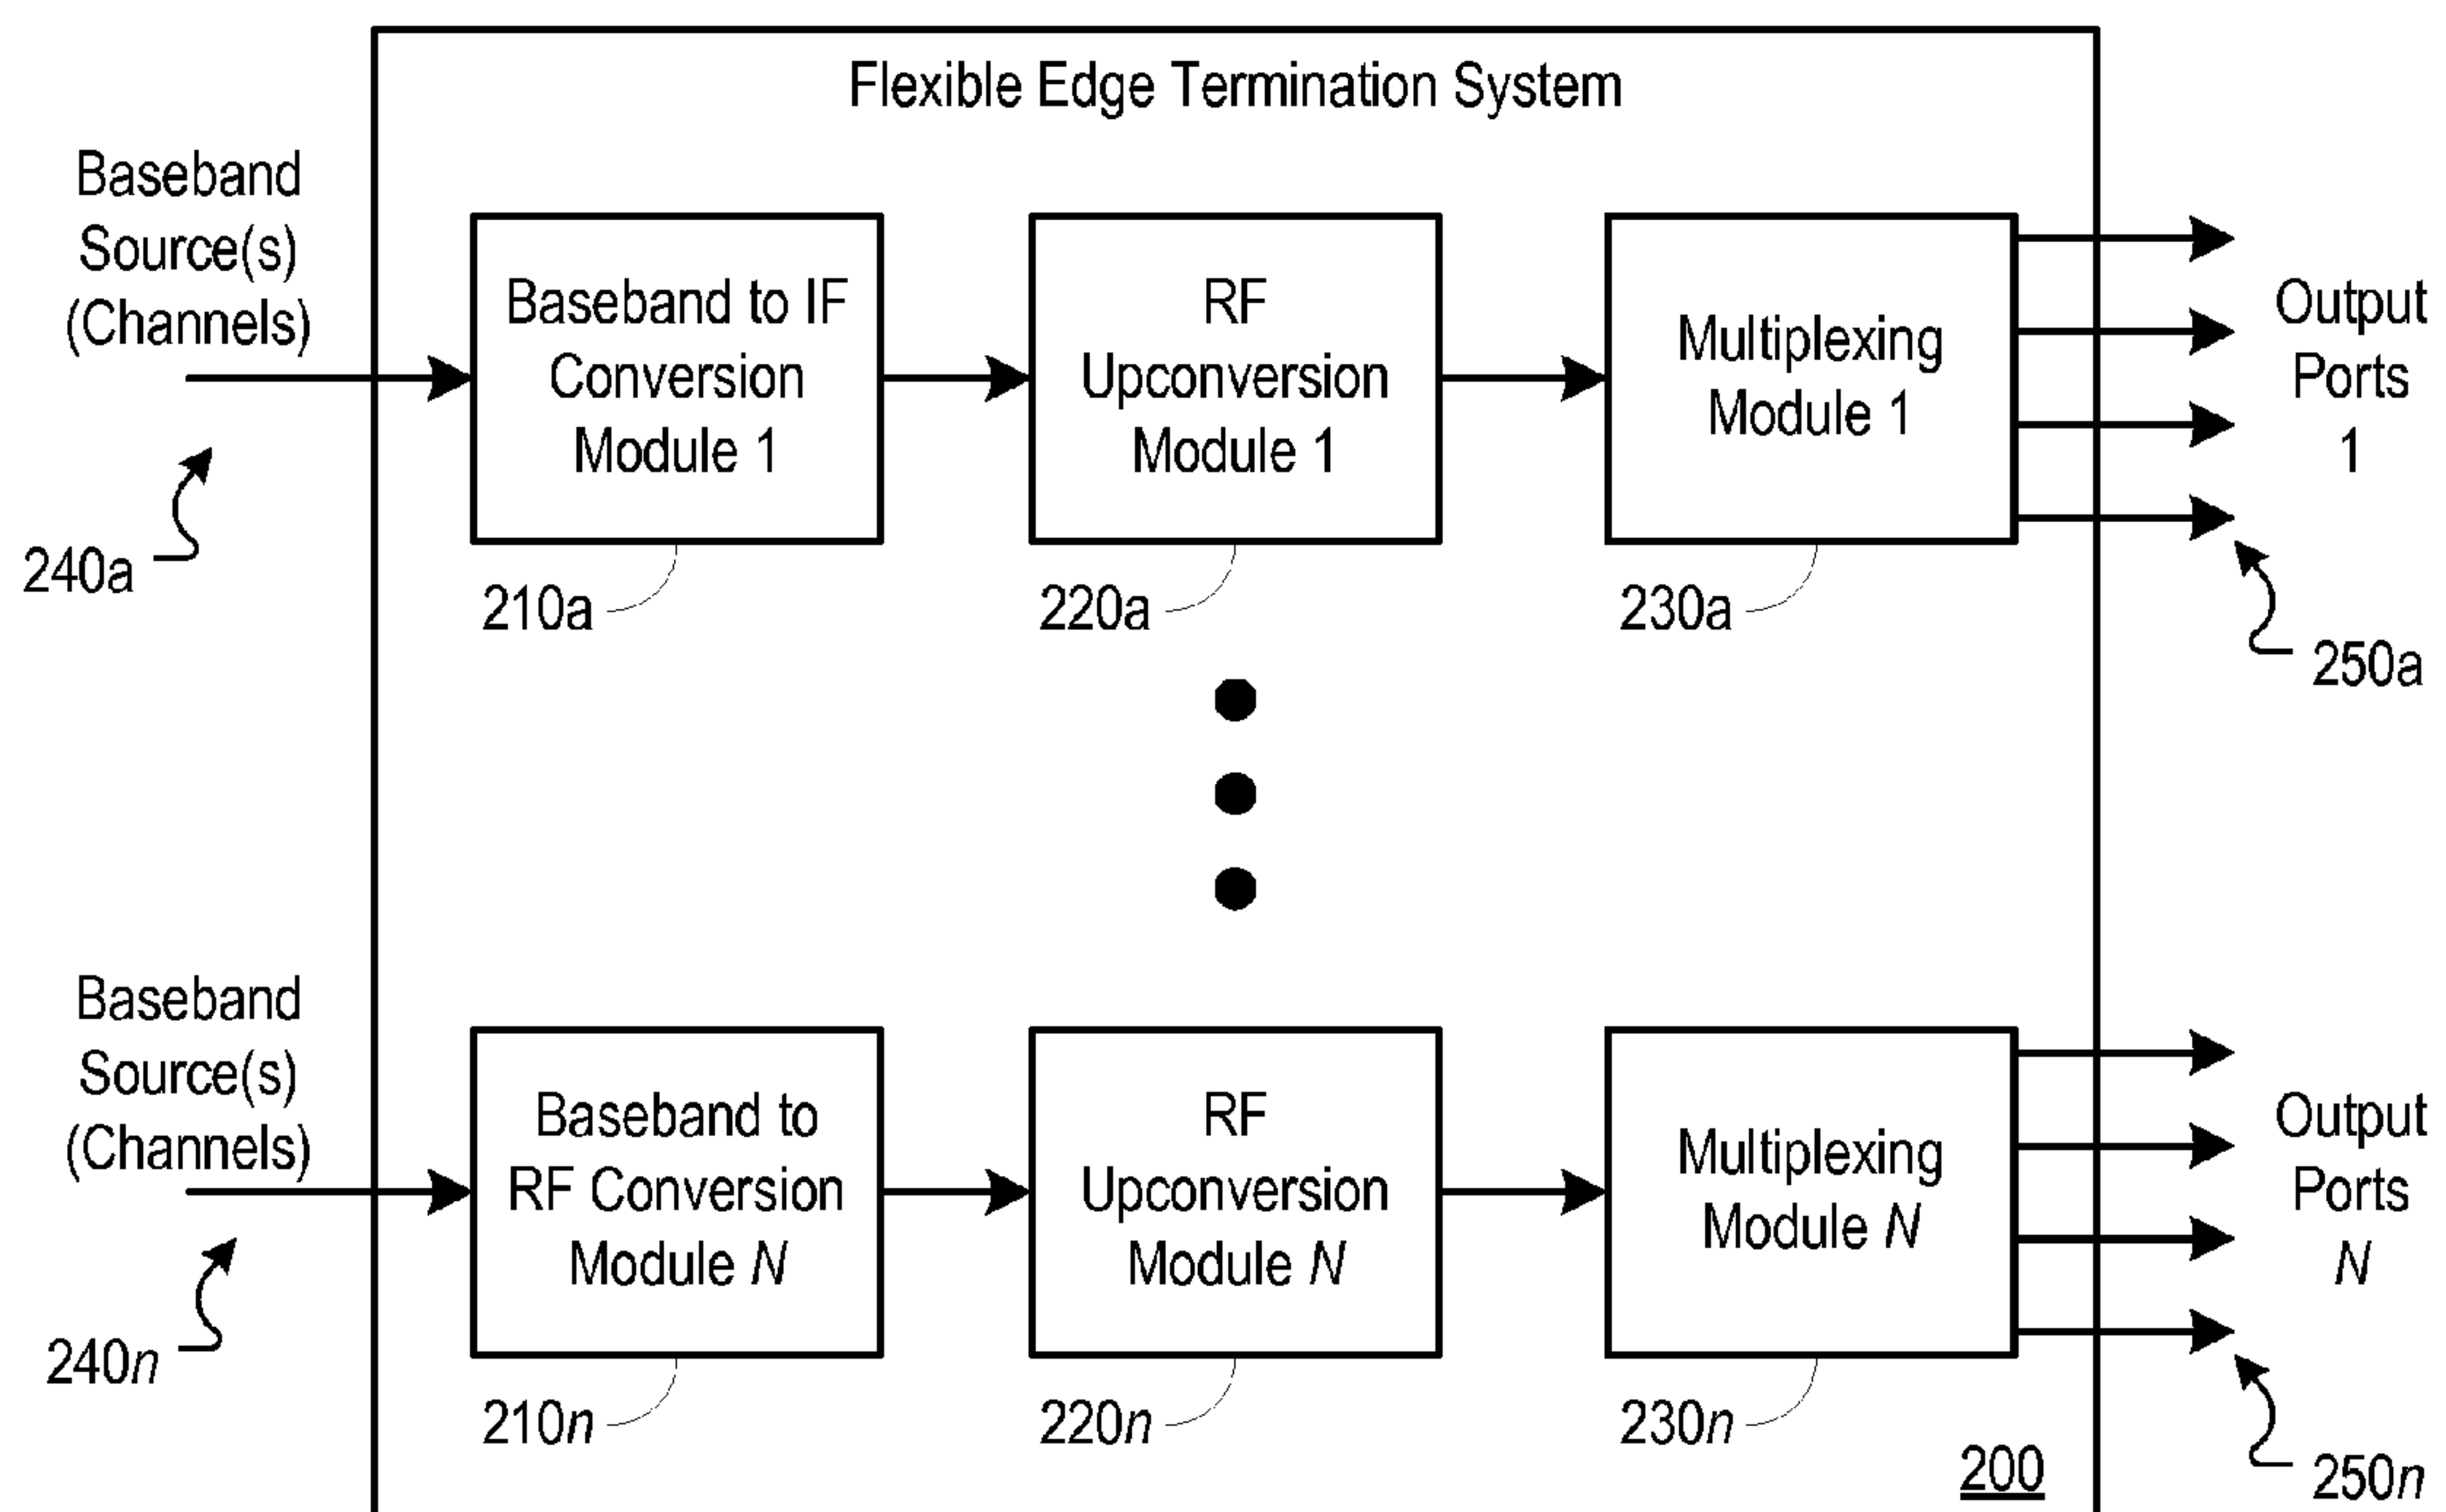 Flexible Edge Termination System
Baseband
Source(s)
(Channels)
240a
Baseband to IF
Conversion
Module 1
210a
RF
Upconversion
Module 1
220a
Multiplexing
Module 1
230a
Output
Ports
1
250a
Baseband
Source(s)
(Channels)
240n
Baseband to
RF Conversion
Module N
210n
RF
Upconversion
Module N
220n
Multiplexing
Module N
230n
Output
Ports
N
250n
200